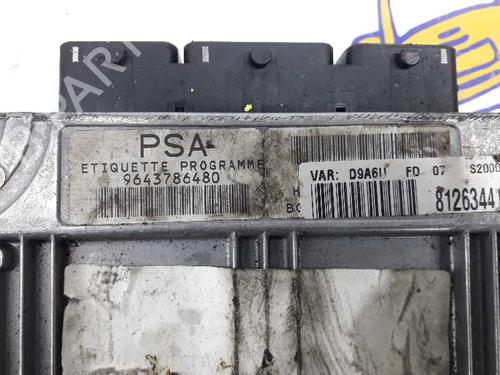 PSA
ETIQUETTE PROGRAMME
9643786480
VAR: D9A6U FD 07 S2000
81263441